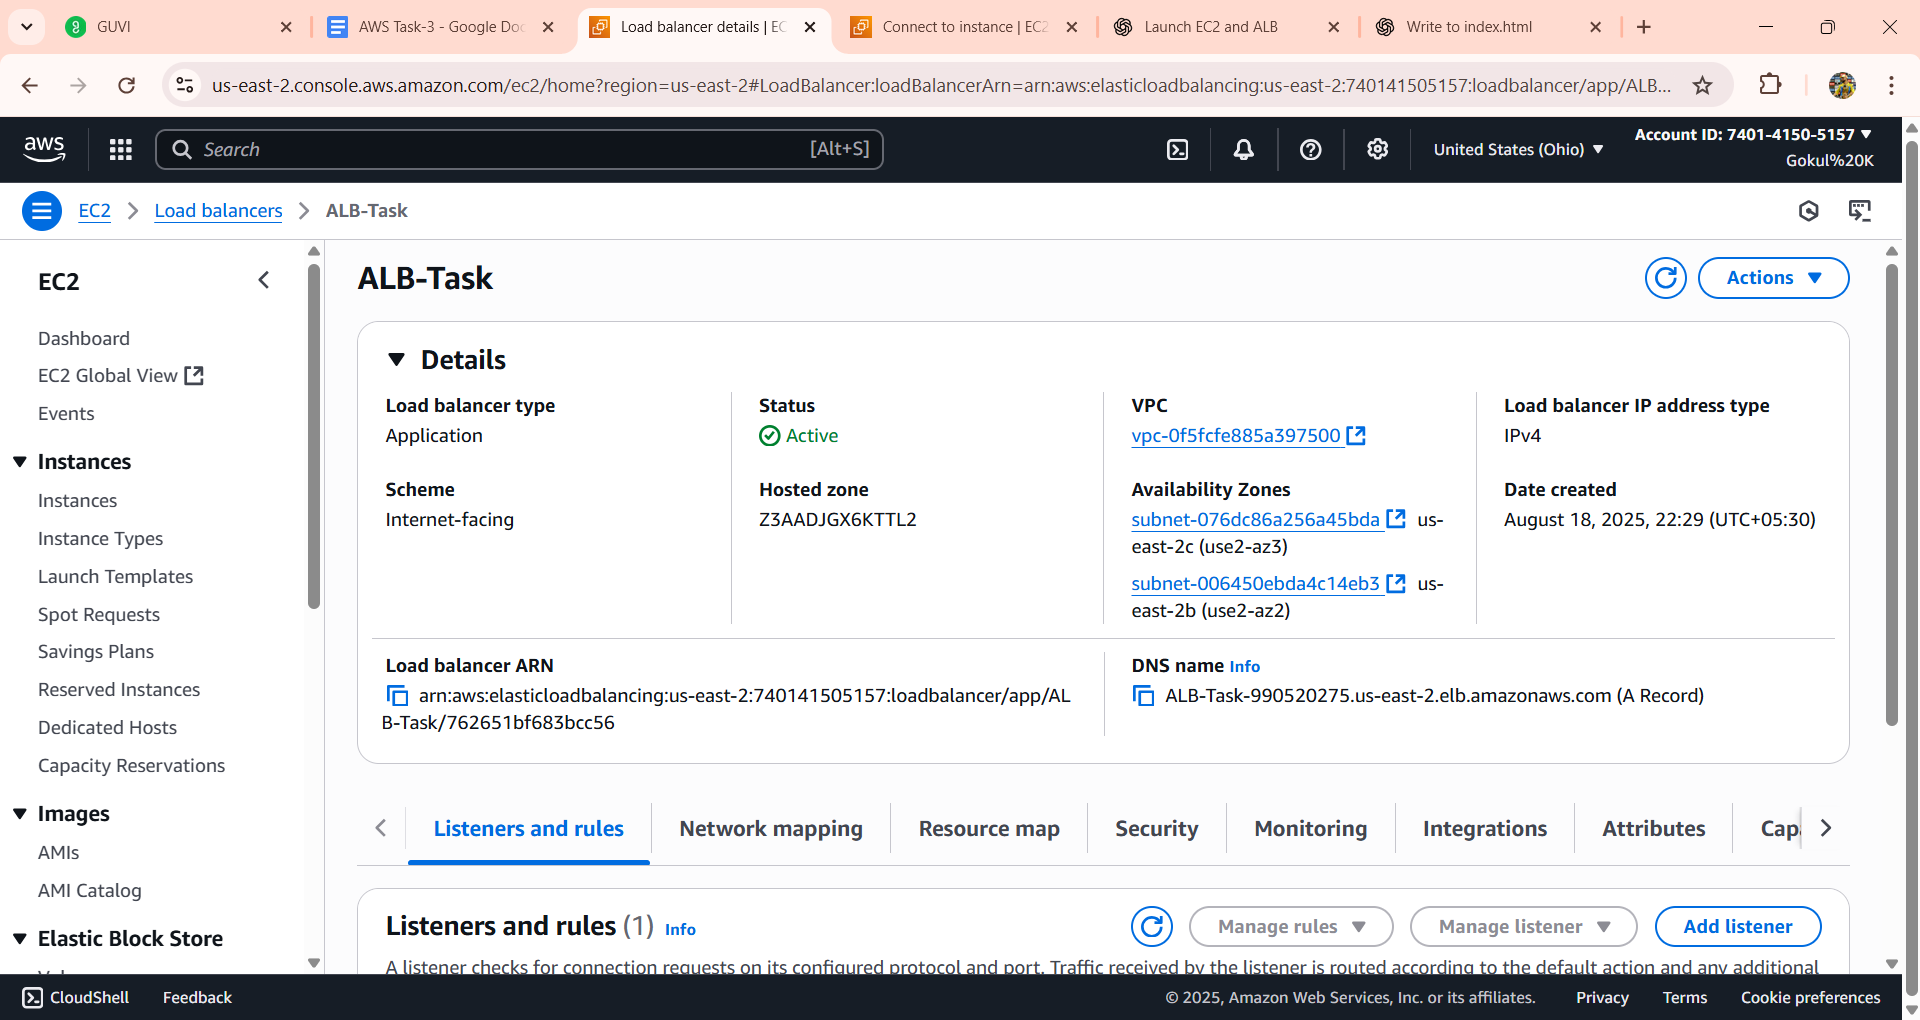 GUVI
AWS Task-3 - Google Doc
Load balancer details | EC
Connect to instance | EC2
Launch EC2 and ALB
Write to index.html
us-east-2.console.aws.amazon.com/ec2/home?region=us-east-2#LoadBalancer:loadBalancerArn=arn:aws:elasticloadbalancing:us-east-2:740141505157:loadbalancer/app/ALB...
aws
Search
[Alt+S]
United States (Ohio)
Account ID: 7401-4150-5157
Gokul%20K
EC2
Load balancers
ALB-Task
EC2
Dashboard
EC2 Global View
Events
Instances
Instances
Instance Types
Launch Templates
Spot Requests
Savings Plans
Reserved Instances
Dedicated Hosts
Capacity Reservations
Images
AMIs
AMI Catalog
Elastic Block Store
ALB-Task
Actions
Details
Load balancer type
Application
Status
Active
VPC
vpc-0f5fcfe885a397500
Load balancer IP address type
IPv4
Scheme
Internet-facing
Hosted zone
Z3AADJGX6KTTL2
Availability Zones
subnet-076dc86a256a45bda us-
east-2c (use2-az3)
subnet-006450ebda4c14eb3 us-
east-2b (use2-az2)
Date created
August 18, 2025, 22:29 (UTC+05:30)
Load balancer ARN
arn:aws:elasticloadbalancing:us-east-2:740141505157:loadbalancer/app/AL
B-Task/762651bf683bcc56
DNS name Info
ALB-Task-990520275.us-east-2.elb.amazonaws.com (A Record)
Listeners and rules
Network mapping
Resource map
Security
Monitoring
Integrations
Attributes
Cap
Listeners and rules (1) Info
Manage rules
Manage listener
Add listener
A listener checks for connection requests on its configured protocol and port. Traffic received by the listener is routed according to the default action and any additional
CloudShell
Feedback
© 2025, Amazon Web Services, Inc. or its affiliates.
Privacy
Terms
Cookie preferences